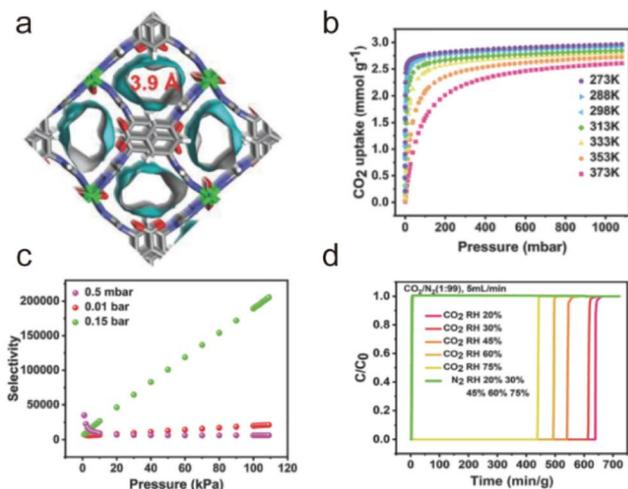 a
3.9 Å
b
CO₂ uptake (mmol g⁻¹)
3.0
2.5
2.0
1.5
1.0
0.5
0.0
273K
288K
298K
313K
333K
353K
373K
0 200 400 600 800 1000
Pressure (mbar)
c
Selectivity
200000
150000
100000
50000
0
0.5 mbar
0.01 bar
0.15 bar
0 20 40 60 80 100 120
Pressure (kPa)
d
C/C0
1.0
0.8
0.6
0.4
0.2
0.0
CO₂/N₂(1:99), 5mL/min
CO₂ RH 20%
CO₂ RH 30%
CO₂ RH 45%
CO₂ RH 60%
CO₂ RH 75%
N₂ RH 20% 30%
45% 60% 75%
0 100 200 300 400 500 600 700
Time (min/g)